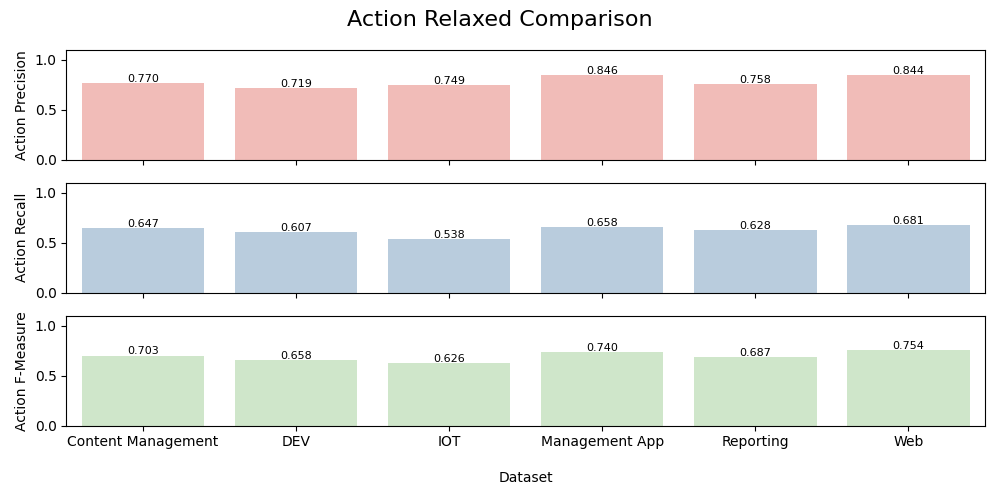 Action Relaxed Comparison
Action Precision
1.0
0.5
0.0
0.770
0.719
0.749
0.846
0.758
0.844
Action Recall
1.0
0.5
0.0
0.647
0.607
0.538
0.658
0.628
0.681
Action F-Measure
1.0
0.5
0.0
0.703
0.658
0.626
0.740
0.687
0.754
Content Management
DEV
IOT
Management App
Reporting
Web
Dataset